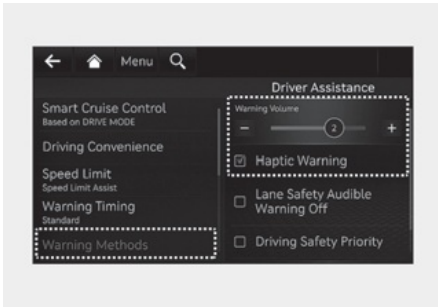 Menu
Driver Assistance
Smart Cruise Control
Based on DRIVE MODE
Driving Convenience
Speed Limit
Speed Limit Assist
Warning Timing
Standard
Warning Methods
Warning Volume
2
Haptic Warning
Lane Safety Audible
Warning Off
Driving Safety Priority